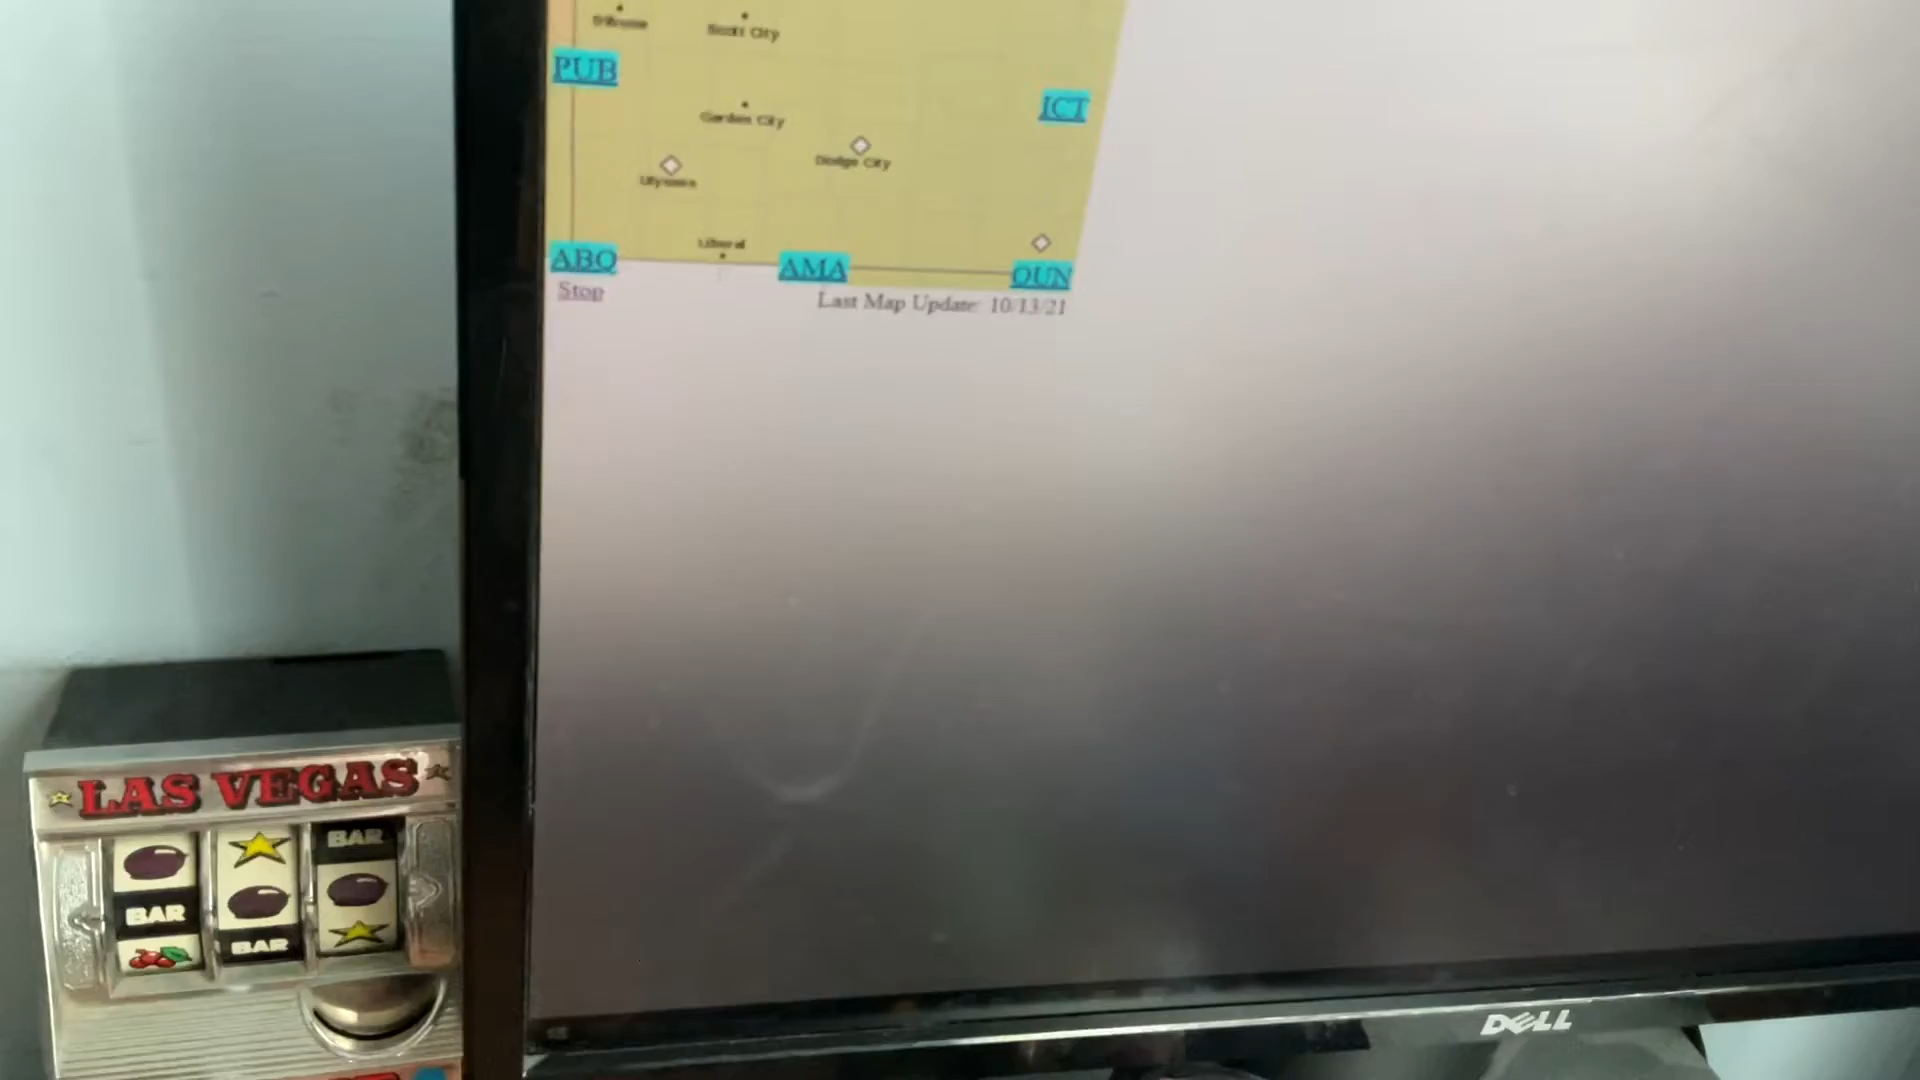 Tribune
Scott City
PUB
ICT
Garden City
Dodge City
Ulysses
Liberal
ABQ
AMA
OUN
Stop
Last Map Update: 10/13/21
LAS VEGAS
BAR
BAR
BAR
DELL